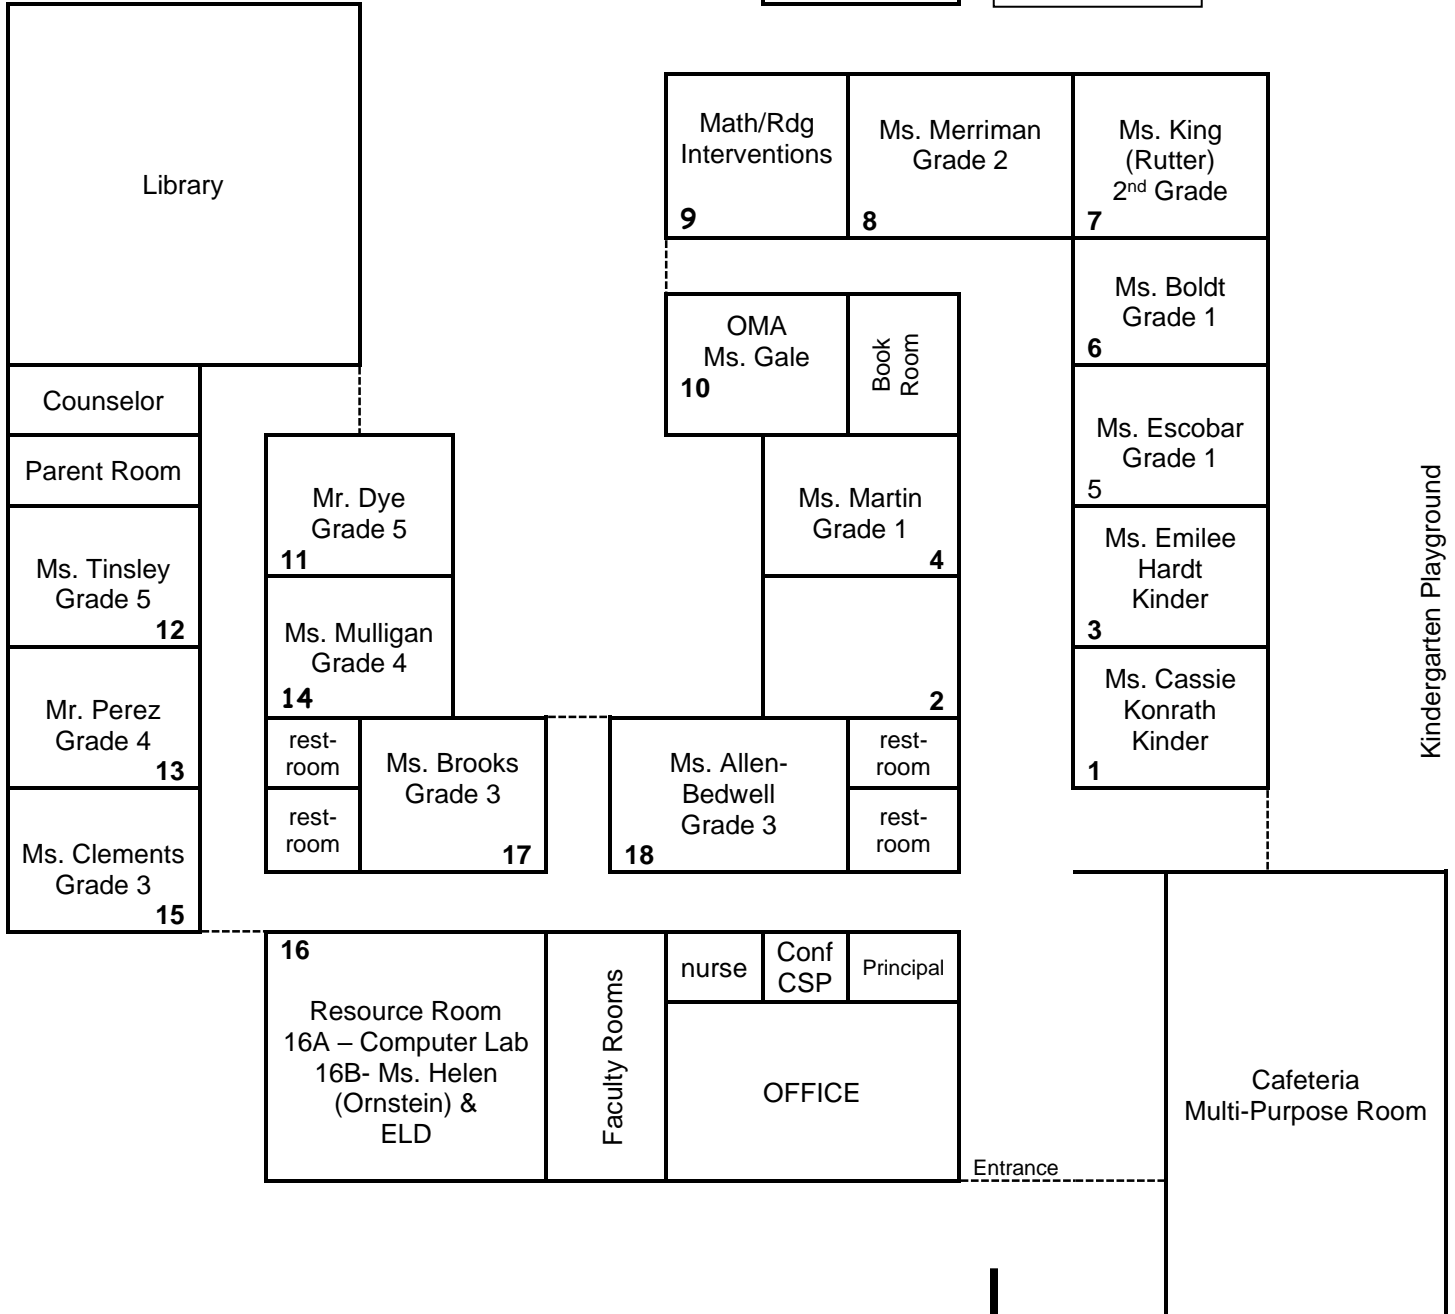 Library
Math/Rdg
Interventions
9
Ms. Merriman
Grade 2
8
Ms. King
(Rutter)
2nd Grade
7
OMA
Ms. Gale
10
Book
Room
Ms. Boldt
Grade 1
6
Counselor
Parent Room
Mr. Dye
Grade 5
11
Ms. Martin
Grade 1
4
Ms. Escobar
Grade 1
5
Kindergarten Playground
Ms. Tinsley
Grade 5
12
Ms. Mulligan
Grade 4
14
2
Ms. Emilee
Hardt
Kinder
3
Mr. Perez
Grade 4
13
rest-
room
rest-
room
Ms. Brooks
Grade 3
17
Ms. Allen-
Bedwell
Grade 3
18
rest-
room
rest-
room
Ms. Cassie
Konrath
Kinder
1
Ms. Clements
Grade 3
15
16
Resource Room
16A – Computer Lab
16B- Ms. Helen
(Ornstein) &
ELD
Faculty Rooms
nurse
Conf
CSP
Principal
OFFICE
Entrance
Cafeteria
Multi-Purpose Room